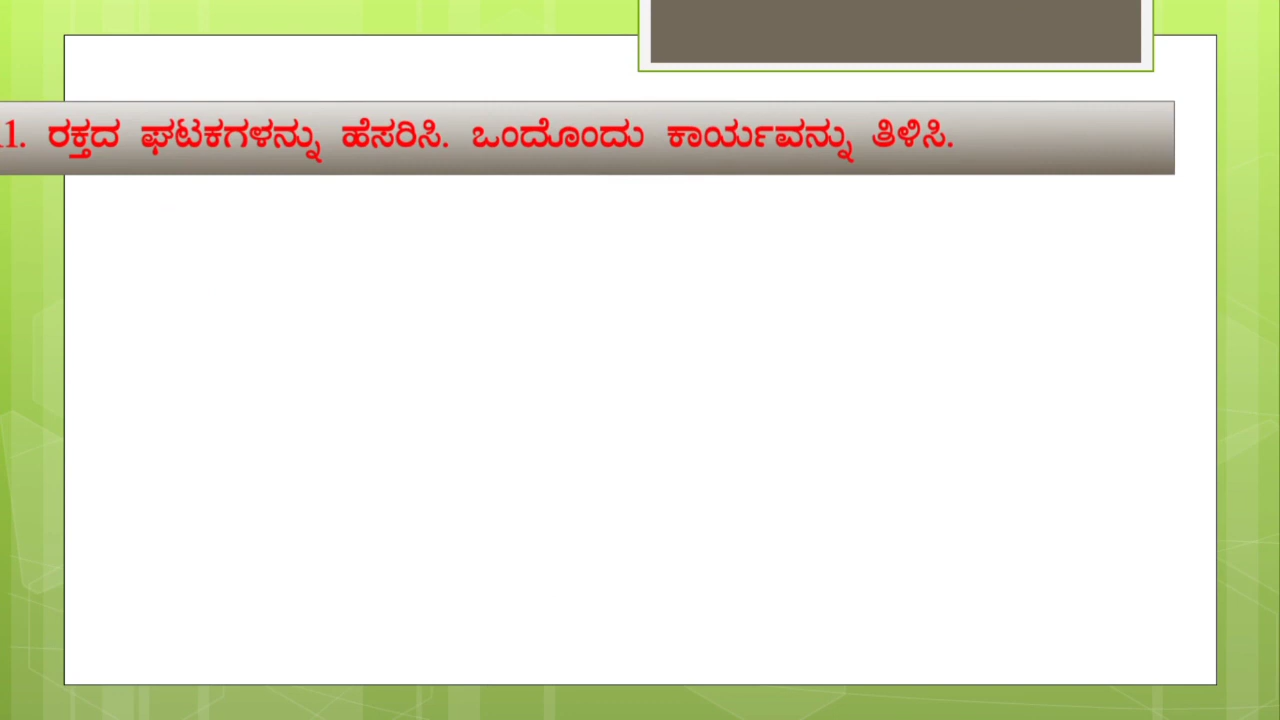 1. ರಕ್ತದ ಘಟಕಗಳನ್ನು ಹೆಸರಿಸಿ. ಒಂದೊಂದು ಕಾರ್ಯವನ್ನು ತಿಳಿಸಿ.